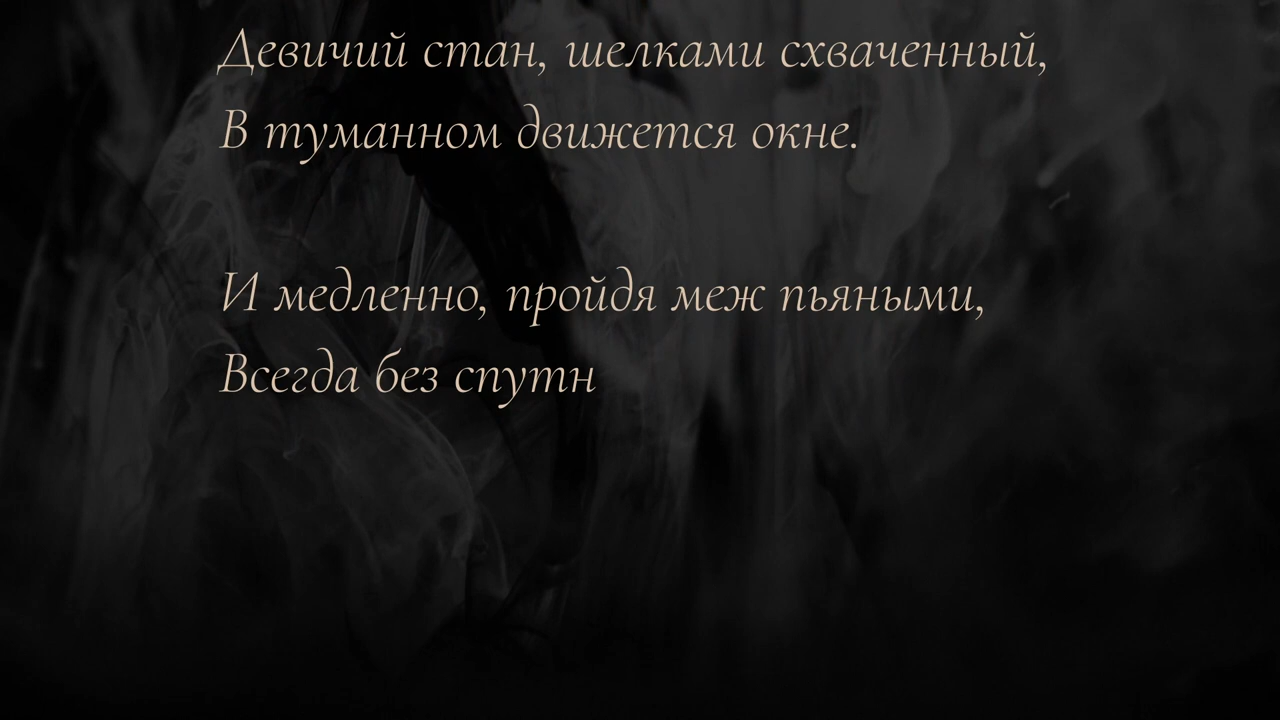 Девичий стан, шелками схваченный,
В туманном движется окне.
И медленно, пройдя меж пьяными,
Всегда без спутн